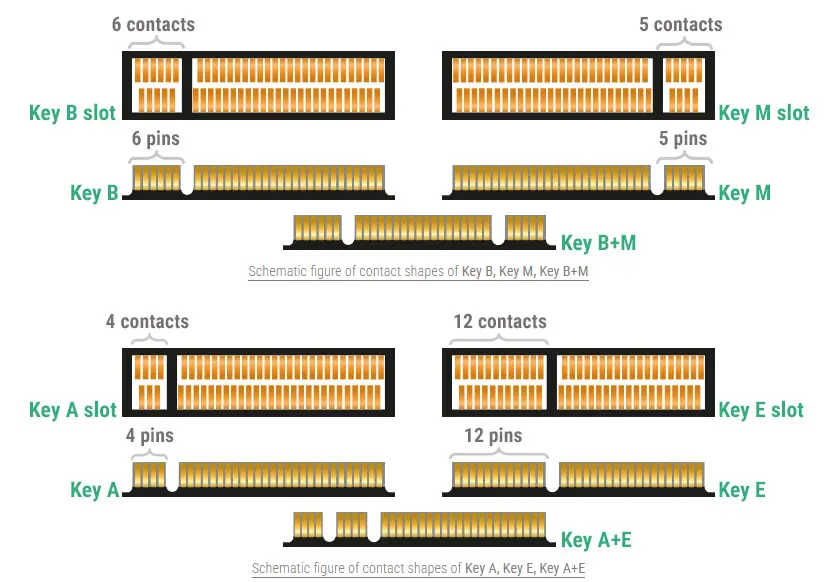 6 contacts
5 contacts
Key B slot
Key M slot
6 pins
5 pins
Key B
Key M
Key B+M
Schematic figure of contact shapes of Key B, Key M, Key B+M
4 contacts
12 contacts
Key A slot
Key E slot
4 pins
12 pins
Key A
Key E
Key A+E
Schematic figure of contact shapes of Key A, Key E, Key A+E